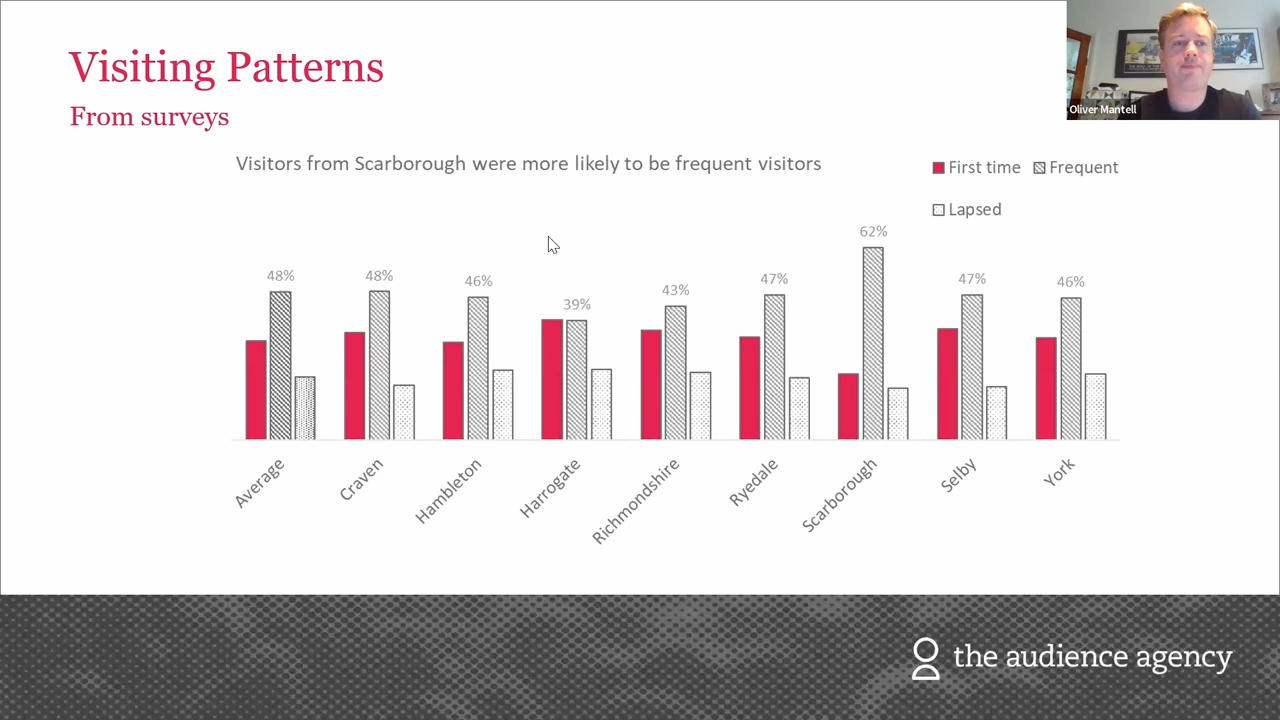 Visiting Patterns
From surveys
Oliver Mantell
Visitors from Scarborough were more likely to be frequent visitors
First time
Frequent
Lapsed
48%
48%
46%
39%
43%
47%
62%
47%
46%
Average
Craven
Hambleton
Harrogate
Richmondshire
Ryedale
Scarborough
Selby
York
the audience agency